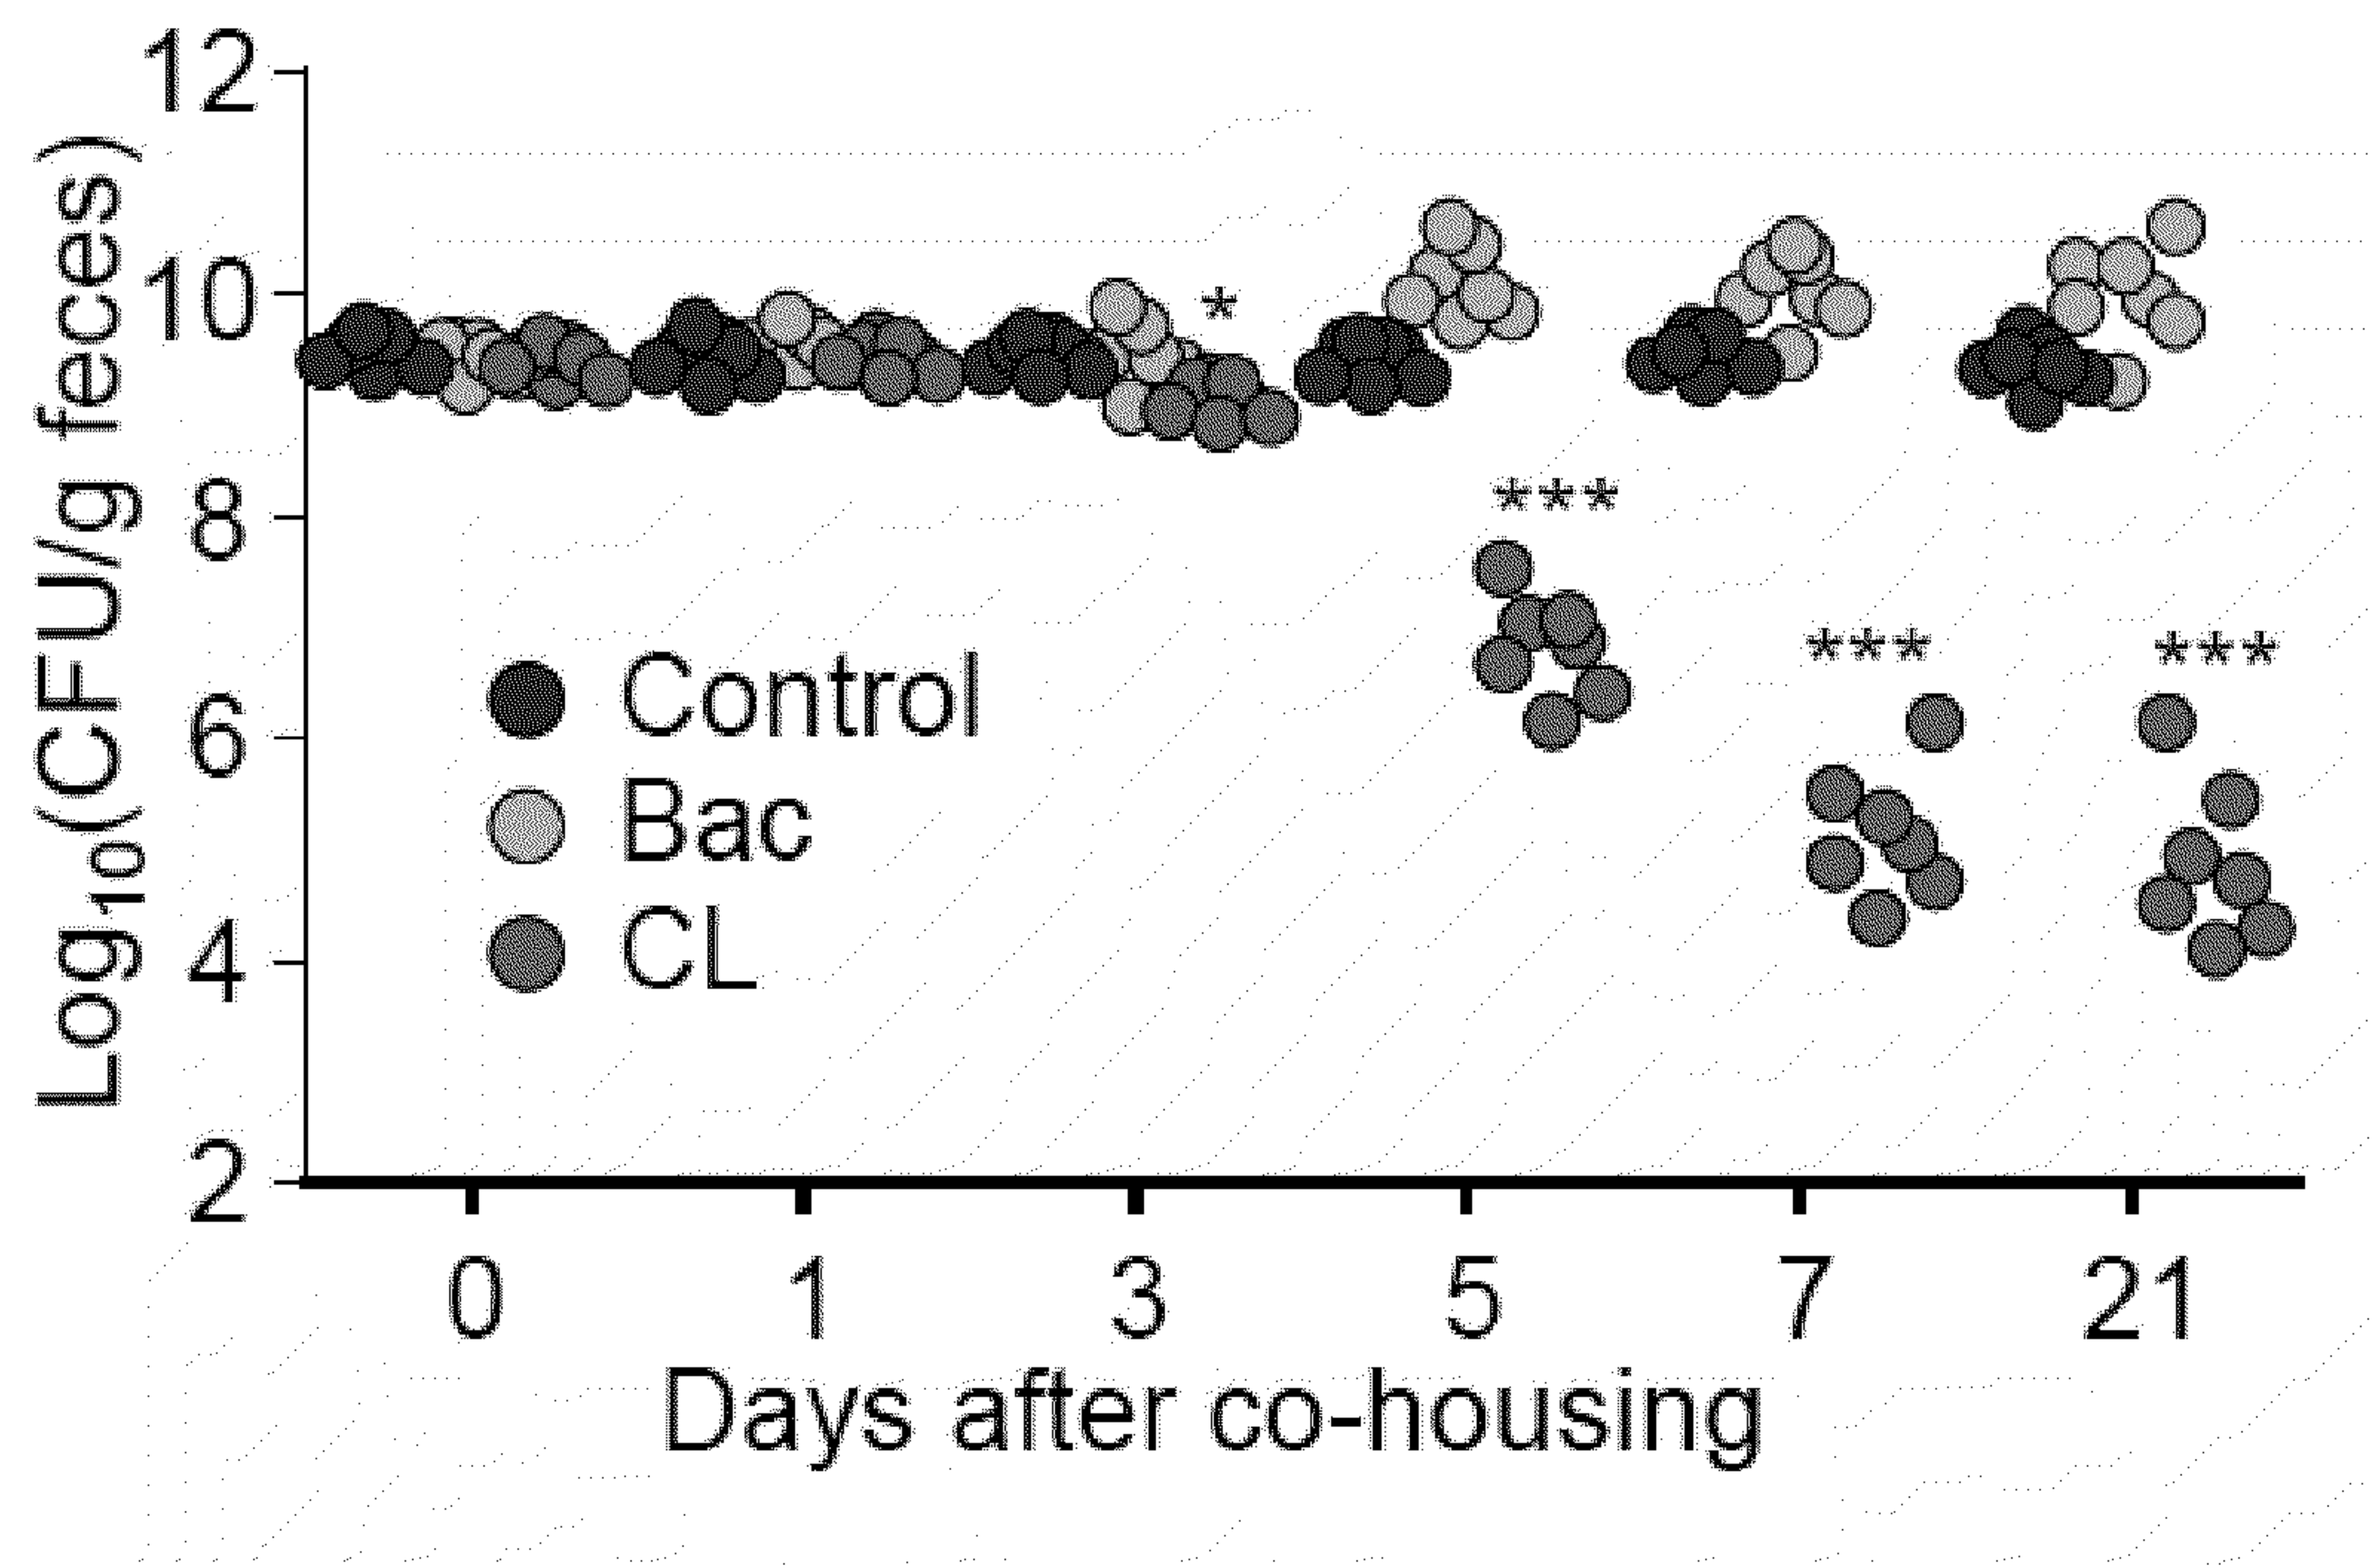 12
10
8
6
4
2
Log10(CFU/g feces)
*
***
***
***
Control
Bac
CL
0 1 3 5 7 21
Days after co-housing